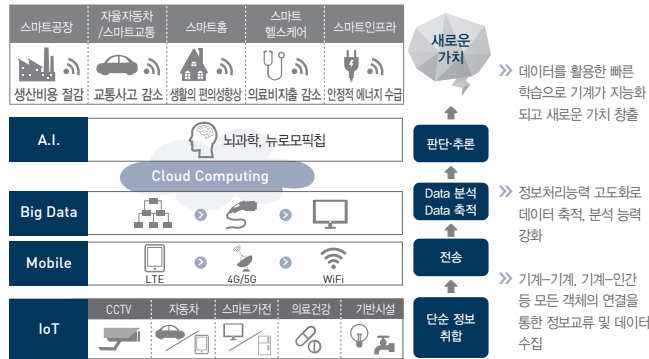 스마트공장
자율자동차
/스마트교통
스마트홈
스마트
헬스케어
스마트인프라
생산비용 절감
교통사고 감소
생활의 편의성향상
의료비지출 감소
안정적 에너지 수급
새로운
가치
데이터를 활용한 빠른
학습으로 기계가 지능화
되고 새로운 가치 창출
A.I.
뇌과학, 뉴로모픽칩
판단·추론
Cloud Computing
Big Data
Data 분석
Data 축적
정보처리능력 고도화로
데이터 축적, 분석 능력
강화
Mobile
LTE
4G/5G
WiFi
전송
IoT
CCTV
자동차
스마트가전
의료건강
기반시설
단순 정보
취합
기계–기계, 기계–인간
등 모든 객체의 연결을
통한 정보교류 및 데이터
수집